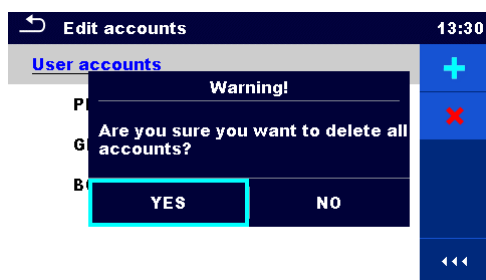 Edit accounts 13:30
User accounts
Warning!
Are you sure you want to delete all
accounts?
YES NO